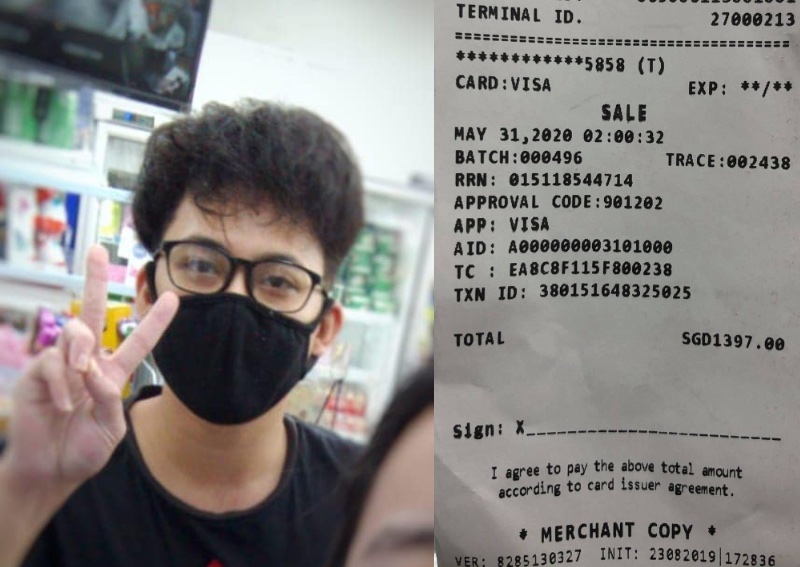 TERMINAL ID. 27000213
************5858 (T)
CARD:VISA EXP: **/**
SALE
MAY 31,2020 02:00:32
BATCH:000496 TRACE:002438
RRN: 015118544714
APPROVAL CODE:901202
APP: VISA
AID: A000000003101000
TC : EA8C8F115F800238
TXN ID: 380151648325025
TOTAL SGD1397.00
Sign: X
I agree to pay the above total amount
according to card issuer agreement.
* MERCHANT COPY *
VER: 8285130327 INIT: 23082019|172836